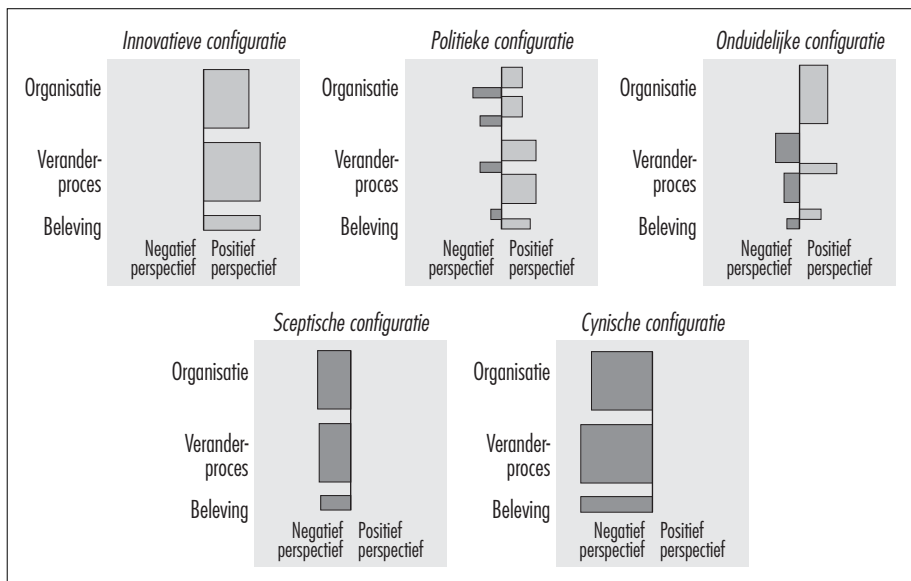 Innovatieve configuratie
Organisatie
Verander-
proces
Beleving
Negatief Positief
perspectief perspectief
Politieke configuratie
Organisatie
Verander-
proces
Beleving
Negatief Positief
perspectief perspectief
Onduidelijke configuratie
Organisatie
Verander-
proces
Beleving
Negatief Positief
perspectief perspectief
Sceptische configuratie
Organisatie
Verander-
proces
Beleving
Negatief Positief
perspectief perspectief
Cynische configuratie
Organisatie
Verander-
proces
Beleving
Negatief Positief
perspectief perspectief